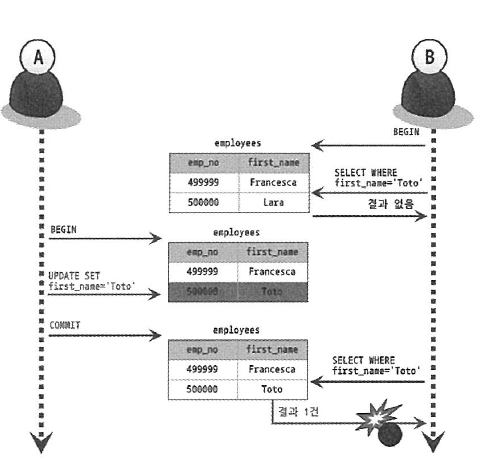 A
B
BEGIN
employees
emp_no first_name
499999 Francesca
500000 Lara
SELECT WHERE
first_name='Toto'
결과 없음
BEGIN
employees
emp_no first_name
499999 Francesca
500000 Toto
UPDATE SET
first_name='Toto'
COMMIT
employees
emp_no first_name
499999 Francesca
500000 Toto
SELECT WHERE
first_name='Toto'
결과 1건